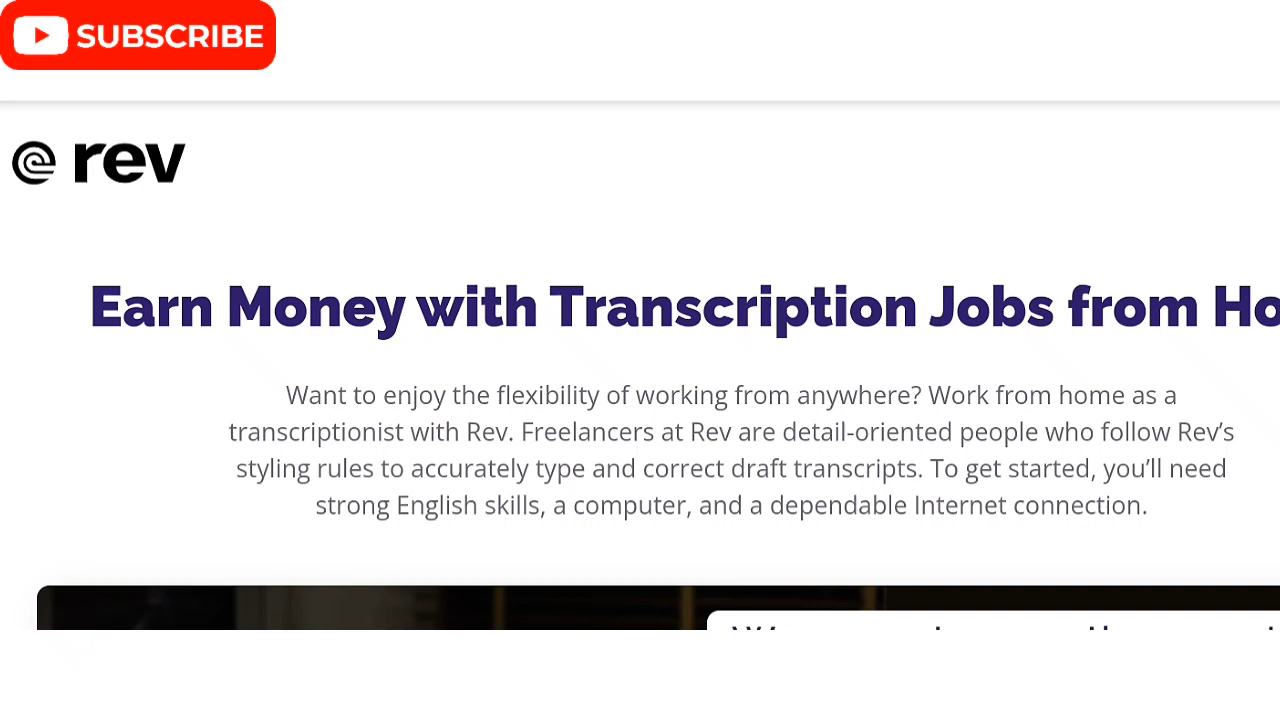 SUBSCRIBE
rev
Earn Money with Transcription Jobs from Ho
Want to enjoy the flexibility of working from anywhere? Work from home as a
transcriptionist with Rev. Freelancers at Rev are detail-oriented people who follow Rev’s
styling rules to accurately type and correct draft transcripts. To get started, you’ll need
strong English skills, a computer, and a dependable Internet connection.